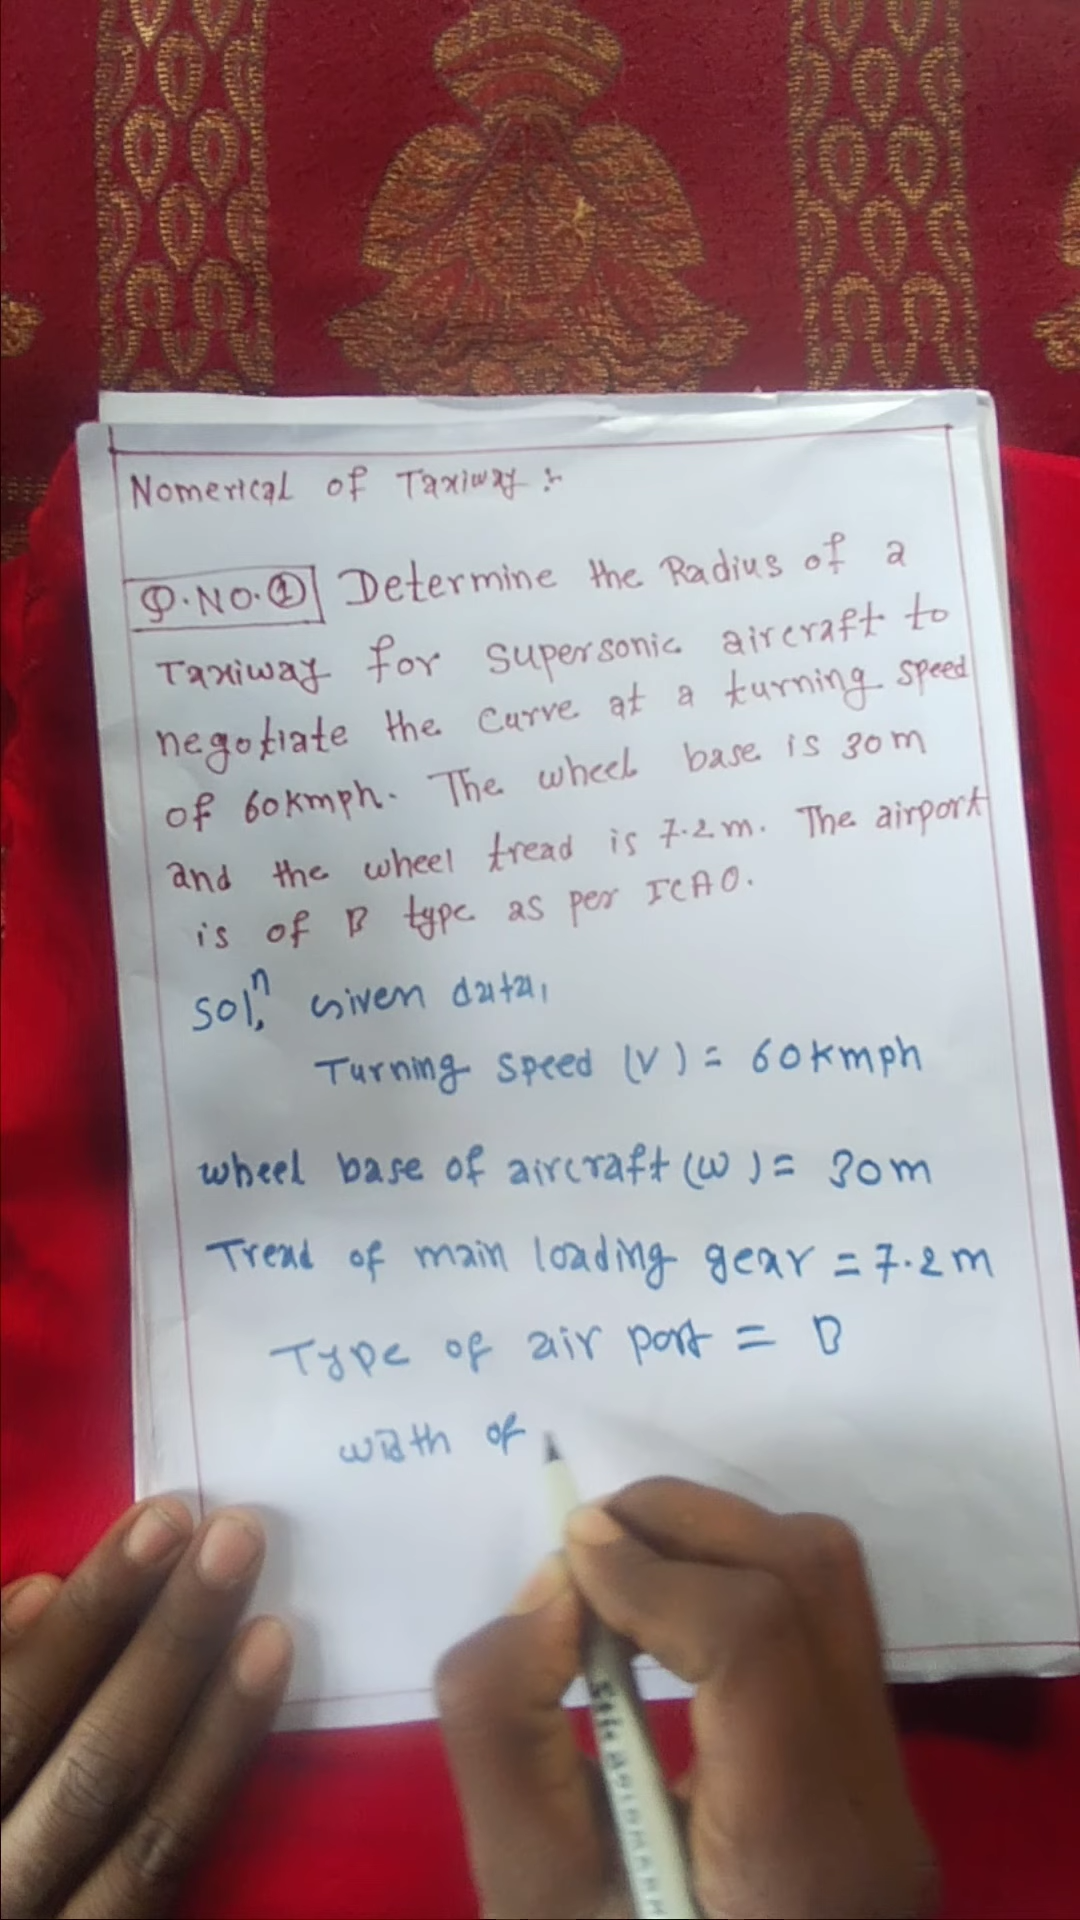 Nomerical of Taxiway :-
Q.NO.① Determine the Radius of a
Taxiway for supersonic aircraft to
negotiate the curve at a turning speed
of 60kmph. The wheel base is 30m
and the wheel tread is 7.2m. The airport
is of B type as per ICAO.
Solⁿ, Given data,
Turning speed (V) = 60kmph
wheel base of aircraft (w) = 30m
Tread of main loading gear = 7.2m
Type of air port = B
width of